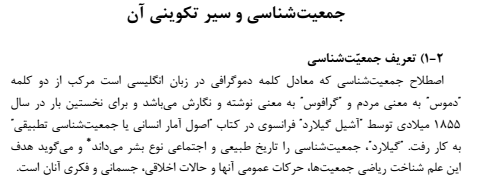 جمعیت‌شناسی و سیر تکوینی آن
۱-۲) تعریف جمعیّت‌شناسی
اصطلاح جمعیت‌شناسی که معادل کلمه دموگرافی در زبان انگلیسی است مرکب از دو کلمه
"دموس" به معنی مردم و "گرافوس" به معنی نوشته و نگارش می‌باشد و برای نخستین بار در سال
۱۸۵۵ میلادی توسط "آشیل گیلارد" فرانسوی در کتاب "اصول آمار انسانی یا جمعیت‌شناسی تطبیقی"
به کار رفت. "گیلارد"، جمعیت‌شناسی را تاریخ طبیعی و اجتماعی نوع بشر می‌داند* و می‌گوید هدف
این علم شناخت ریاضی جمعیت‌ها، حرکات عمومی آنها و حالات اخلاقی، جسمانی و فکری آنان است.